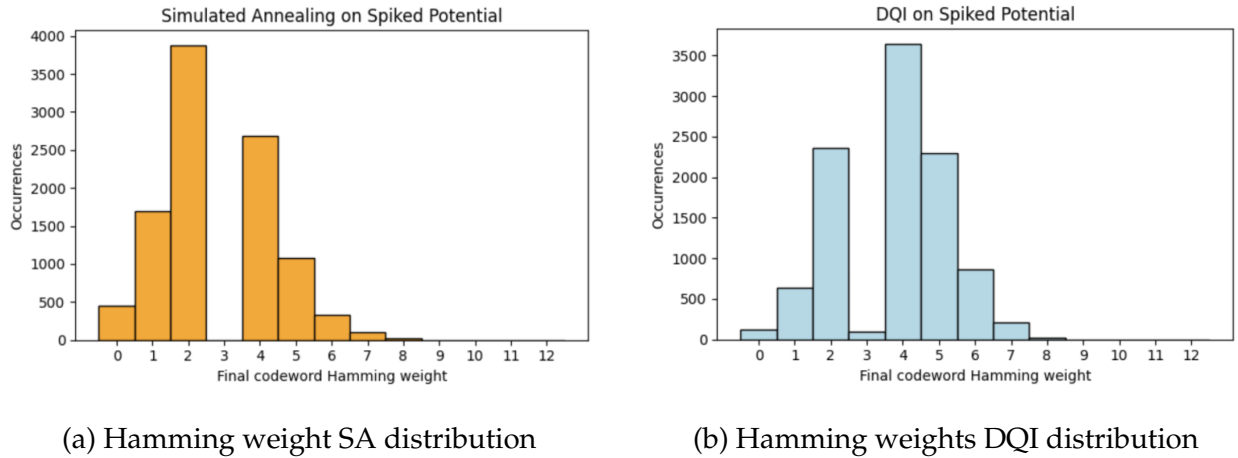 Simulated Annealing on Spiked Potential
4000
3500
3000
2500
2000
1500
1000
500
0
Occurrences
0 1 2 3 4 5 6 7 8 9 10 11 12
Final codeword Hamming weight
(a) Hamming weight SA distribution
DQI on Spiked Potential
3500
3000
2500
2000
1500
1000
500
0
Occurrences
0 1 2 3 4 5 6 7 8 9 10 11 12
Final codeword Hamming weight
(b) Hamming weights DQI distribution